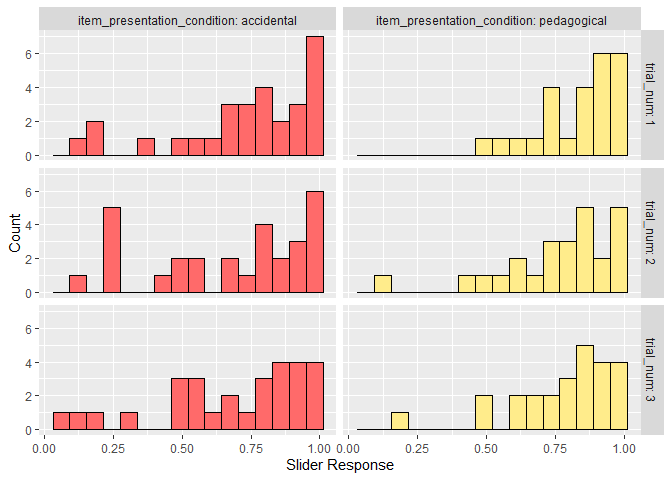 item_presentation_condition: accidental
item_presentation_condition: pedagogical
6
4
2
0
trial_num: 1
6
4
2
0
trial_num: 2
6
4
2
0
trial_num: 3
0.00 0.25 0.50 0.75 1.00
0.00 0.25 0.50 0.75 1.00
Slider Response
Count